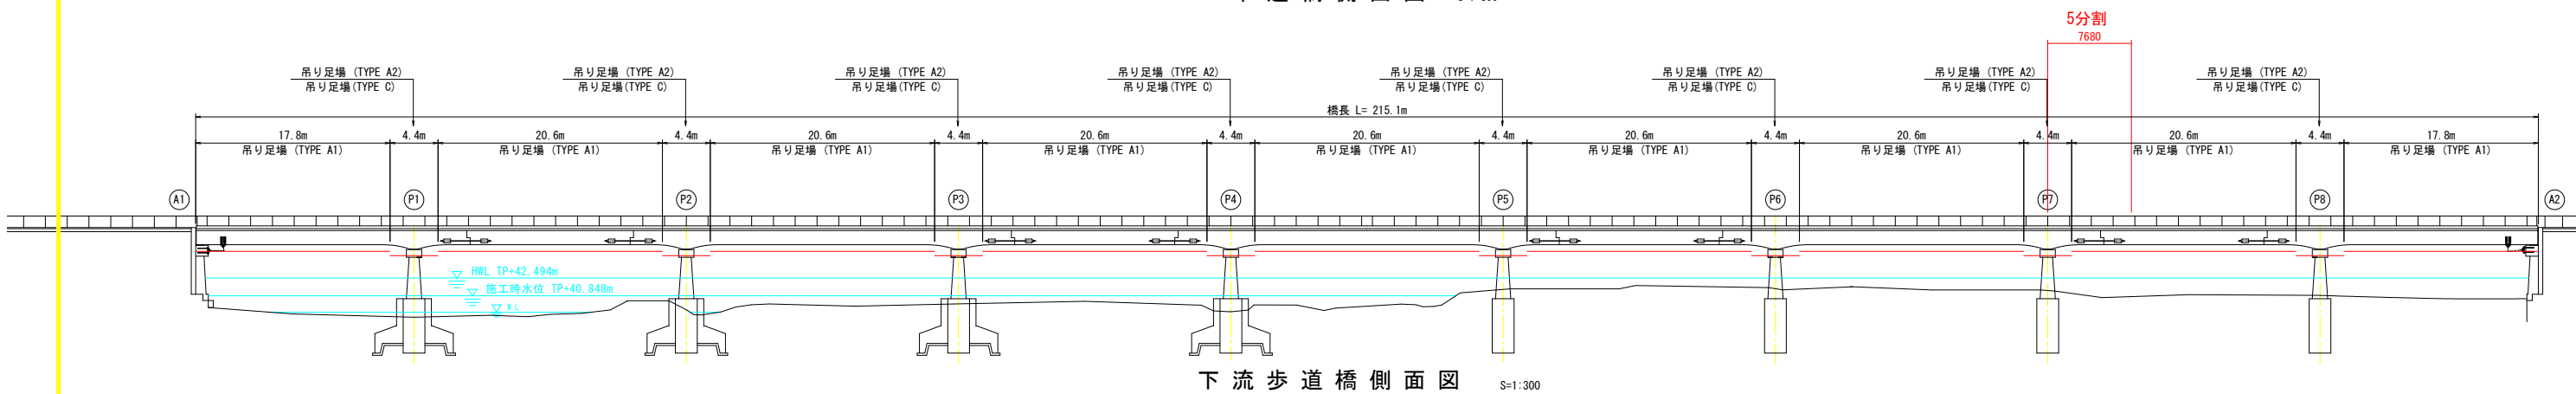 5分割
7680
吊り足場 (TYPE A2)
吊り足場(TYPE C)
吊り足場 (TYPE A2)
吊り足場(TYPE C)
吊り足場 (TYPE A2)
吊り足場(TYPE C)
吊り足場 (TYPE A2)
吊り足場(TYPE C)
吊り足場 (TYPE A2)
吊り足場(TYPE C)
吊り足場 (TYPE A2)
吊り足場(TYPE C)
吊り足場 (TYPE A2)
吊り足場(TYPE C)
吊り足場 (TYPE A2)
吊り足場(TYPE C)
橋長 L= 215.1m
17.8m
吊り足場 (TYPE A1)
4.4m
20.6m
吊り足場 (TYPE A1)
4.4m
20.6m
吊り足場 (TYPE A1)
4.4m
20.6m
吊り足場 (TYPE A1)
4.4m
20.6m
吊り足場 (TYPE A1)
4.4m
20.6m
吊り足場 (TYPE A1)
4.4m
20.6m
吊り足場 (TYPE A1)
4.4m
20.6m
吊り足場 (TYPE A1)
4.4m
17.8m
吊り足場 (TYPE A1)
A1
P1
P2
P3
P4
P5
P6
P7
P8
A2
HWL TP+42.494m
施工時水位 TP+40.848m
W.L
下流歩道橋側面図 S=1:300